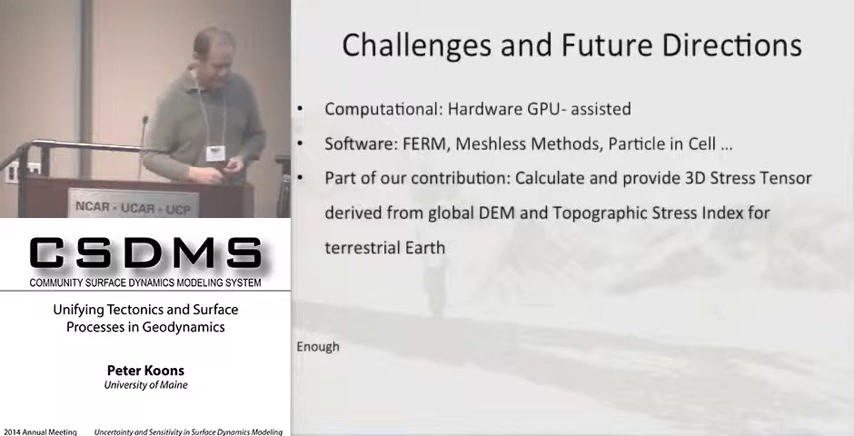 Challenges and Future Directions
• Computational: Hardware GPU- assisted
• Software: FERM, Meshless Methods, Particle in Cell ...
• Part of our contribution: Calculate and provide 3D Stress Tensor
derived from global DEM and Topographic Stress Index for
terrestrial Earth
Enough
NCAR - UCAR - UCP
CSDMS
COMMUNITY SURFACE DYNAMICS MODELING SYSTEM
Unifying Tectonics and Surface
Processes in Geodynamics
Peter Koons
University of Maine
2014 Annual Meeting Uncertainty and Sensitivity in Surface Dynamics Modeling